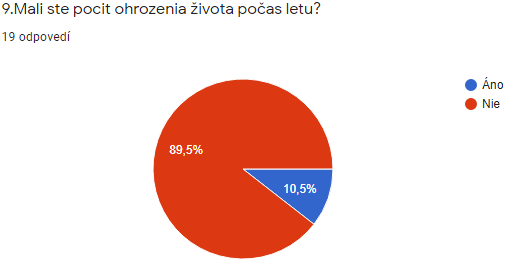 9.Mali ste pocit ohrozenia života počas letu?
19 odpovedí
Áno
Nie
89,5%
10,5%